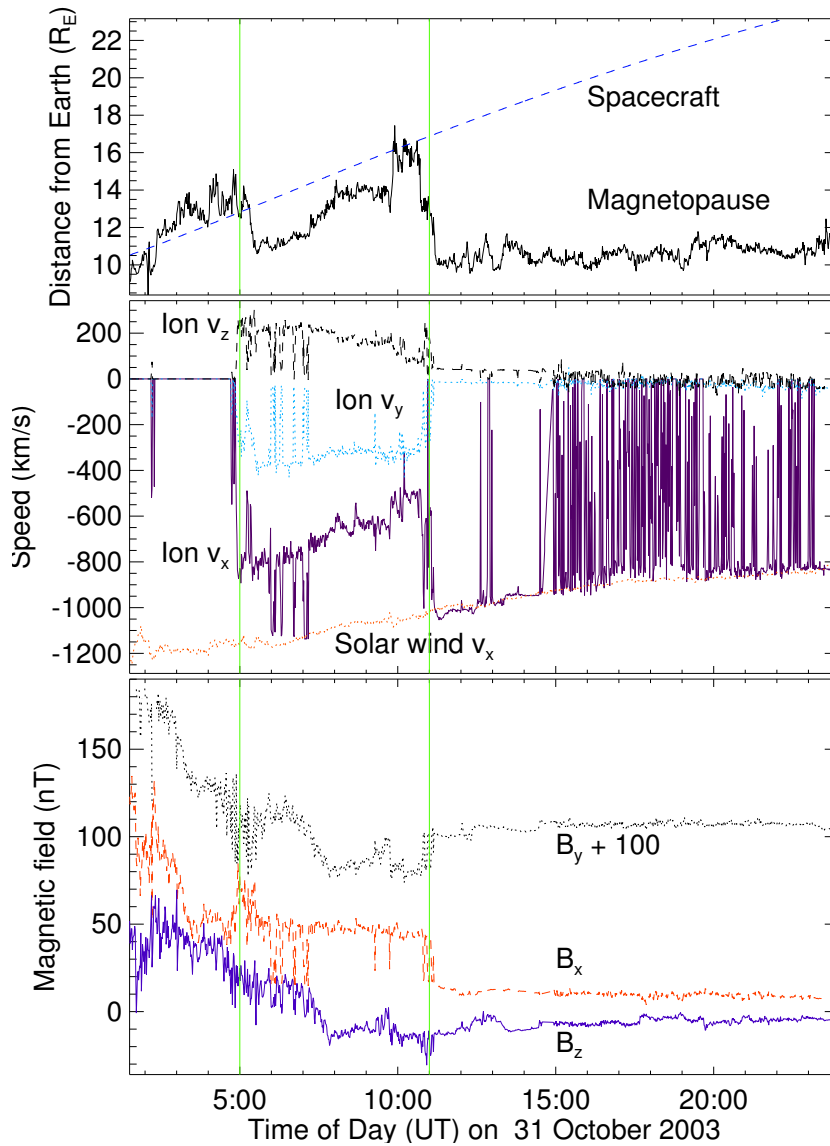 Distance from Earth (R_E)
22
20
18
16
14
12
10
Spacecraft
Magnetopause
Speed (km/s)
200
0
-200
-400
-600
-800
-1000
-1200
Ion v_z
Ion v_y
Ion v_x
Solar wind v_x
Magnetic field (nT)
150
100
50
0
B_y + 100
B_x
B_z
5:00 10:00 15:00 20:00
Time of Day (UT) on 31 October 2003